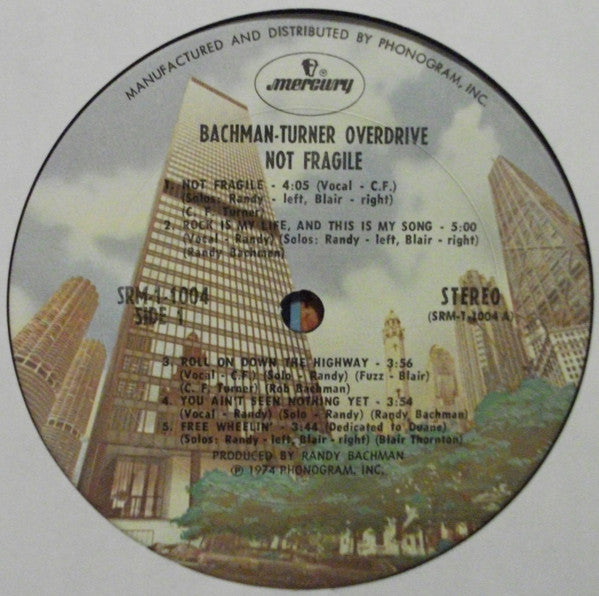 MANUFACTURED AND DISTRIBUTED BY PHONOGRAM, INC.
®
mercury
BACHMAN-TURNER OVERDRIVE
NOT FRAGILE
1. NOT FRAGILE - 4:05 (Vocal - C.F.)
(Solos: Randy - left, Blair - right)
(C. F. Turner)
2. ROCK IS MY LIFE, AND THIS IS MY SONG - 5:00
(Vocal - Randy) (Solos: Randy - left, Blair - right)
(Randy Bachman)
SRM-1-1004
SIDE 1
STEREO
(SRM-1-1004 A)
3. ROLL ON DOWN THE HIGHWAY - 3:56
(Vocal - C.F.) (Solo - Randy) (Fuzz - Blair)
(C. F. Turner) (Rob Bachman)
4. YOU AIN'T SEEN NOTHING YET - 3:54
(Vocal - Randy) (Solo - Randy) (Randy Bachman)
5. FREE WHEELIN' - 3:44 (Dedicated to Duane)
(Solos: Randy - left, Blair - right) (Blair Thornton)
PRODUCED BY RANDY BACHMAN
℗ 1974 PHONOGRAM, INC.